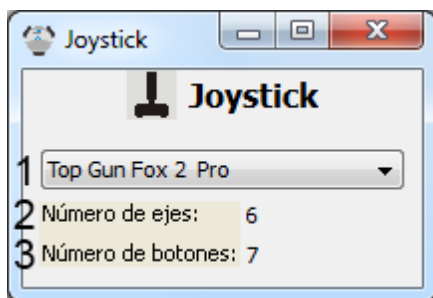 Joystick
Joystick
1 Top Gun Fox 2 Pro
2 Número de ejes: 6
3 Número de botones: 7